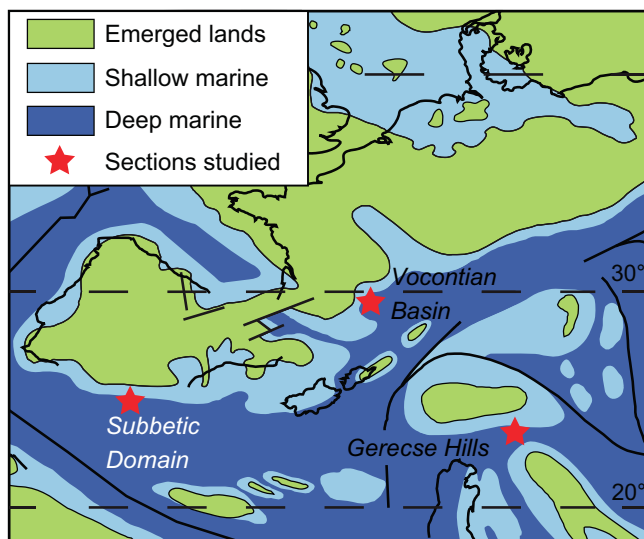 Emerged lands
Shallow marine
Deep marine
Sections studied
30°
Vocontian
Basin
Subbetic
Domain
Gerecse Hills
20°